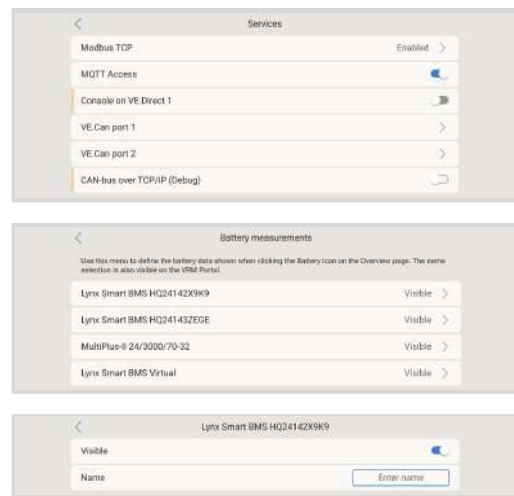 Services
Modbus TCP Enabled
MQTT Access
Console on VE.Direct 1
VE.Can port 1
VE.Can port 2
CAN-bus over TCP/IP (Debug)
Battery measurements
Use this menu to define the battery data shown when clicking the Battery icon on the Overview page. The same
selection is also visible on the VRM Portal.
Lynx Smart BMS HQ24142X9K9 Visible
Lynx Smart BMS HQ24143ZEGE Visible
MultiPlus-II 24/3000/70-32 Visible
Lynx Smart BMS Virtual Visible
Lynx Smart BMS HQ24142X9K9
Visible
Name Enter name